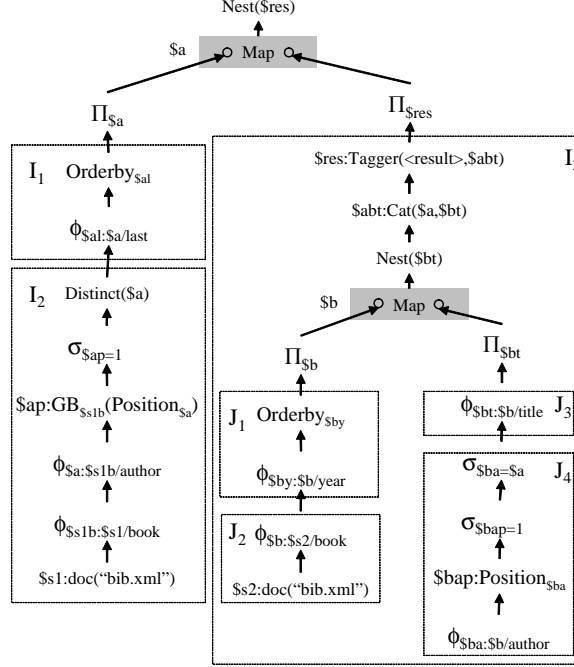 Nest($res)
$a
Map
Π$a
Π$res
I1 Orderby$al
ϕ$al:$a/last
I2 Distinct($a)
σ$ap=1
$ap:GB$s1b(Position$a)
ϕ$a:$s1b/author
ϕ$s1b:$s1/book
$s1:doc(“bib.xml”)
$res:Tagger(<result>,$abt)
$abt:Cat($a,$bt)
Nest($bt)
$b
Map
Π$b
Π$bt
J1 Orderby$by
ϕ$by:$b/year
J2 ϕ$b:$s2/book
$s2:doc(“bib.xml”)
ϕ$bt:$b/title J3
σ$ba=$a J4
σ$bap=1
$bap:Position$ba
ϕ$ba:$b/author